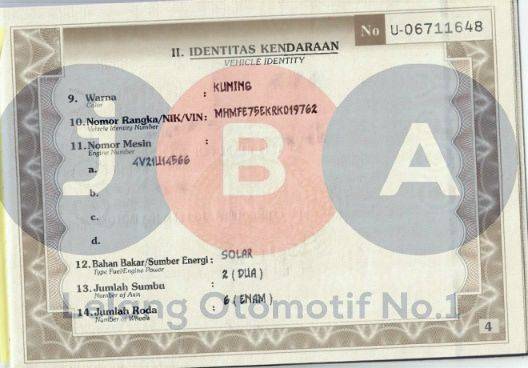 No U-06711648
II. IDENTITAS KENDARAAN
VEHICLE IDENTITY
9. Warna : KUNING
Color
10. Nomor Rangka/NIK/VIN : MHMFE75EKRK019762
Vehicle Identity Number
11. Nomor Mesin :
Engine Number
a. 4V21U14566
b.
c.
d.
12. Bahan Bakar/Sumber Energi : SOLAR
Type Fuel/Engine Power
13. Jumlah Sumbu : 2 (DUA)
Number of Axis
14. Jumlah Roda : 6 (ENAM)
Number of Wheels
4
J B A
Lelang Otomotif No.1